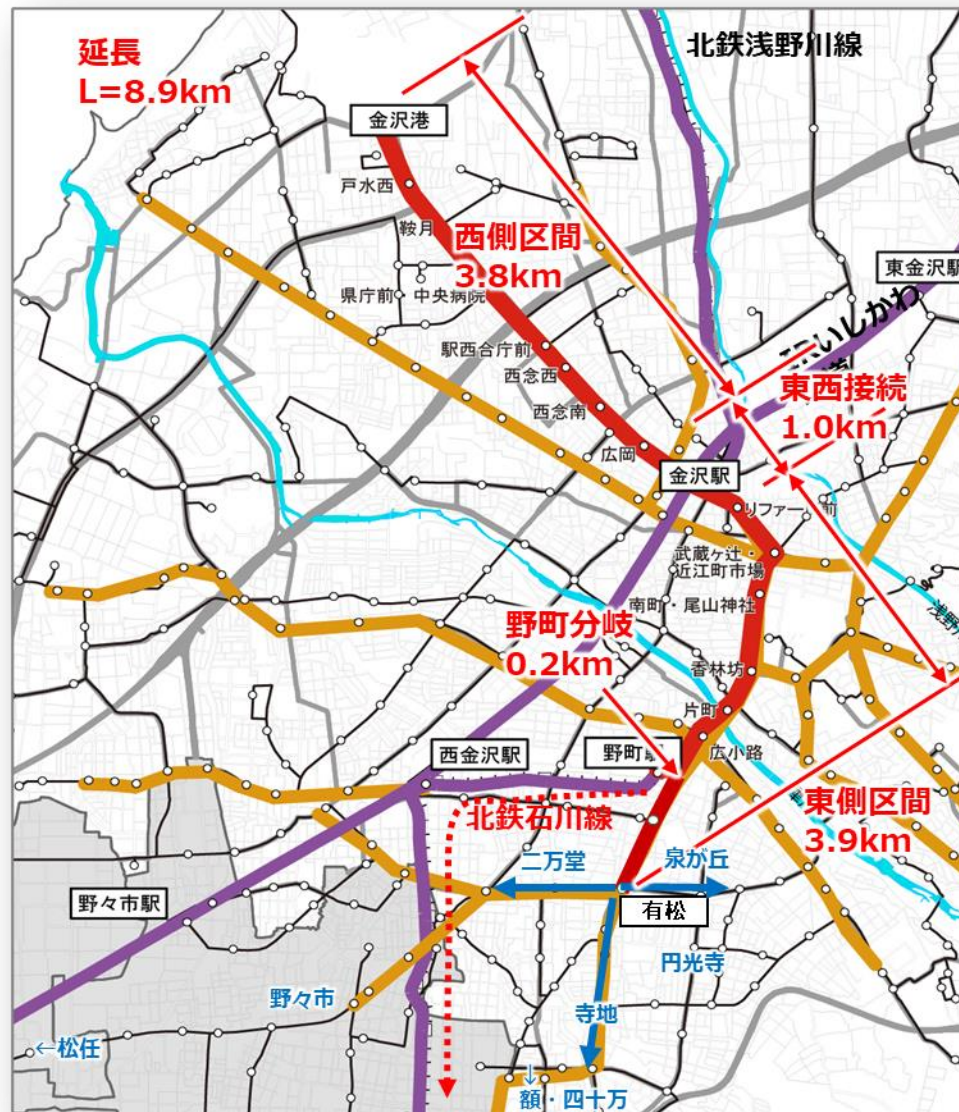 延長
L=8.9km
北鉄浅野川線
金沢港
戸水西
鞍月
西側区間
3.8km
県庁前
中央病院
東金沢駅
いしかわ
駅西合庁前
西念西
東西接続
1.0km
西念南
広岡
金沢駅
リファーレ前
武蔵ヶ辻・
近江町市場
南町・尾山神社
野町分岐
0.2km
香林坊
片町
西金沢駅
野町駅
広小路
東側区間
3.9km
北鉄石川線
二万堂
泉が丘
野々市駅
有松
円光寺
野々市
寺地
←松任
↓
額・四十万